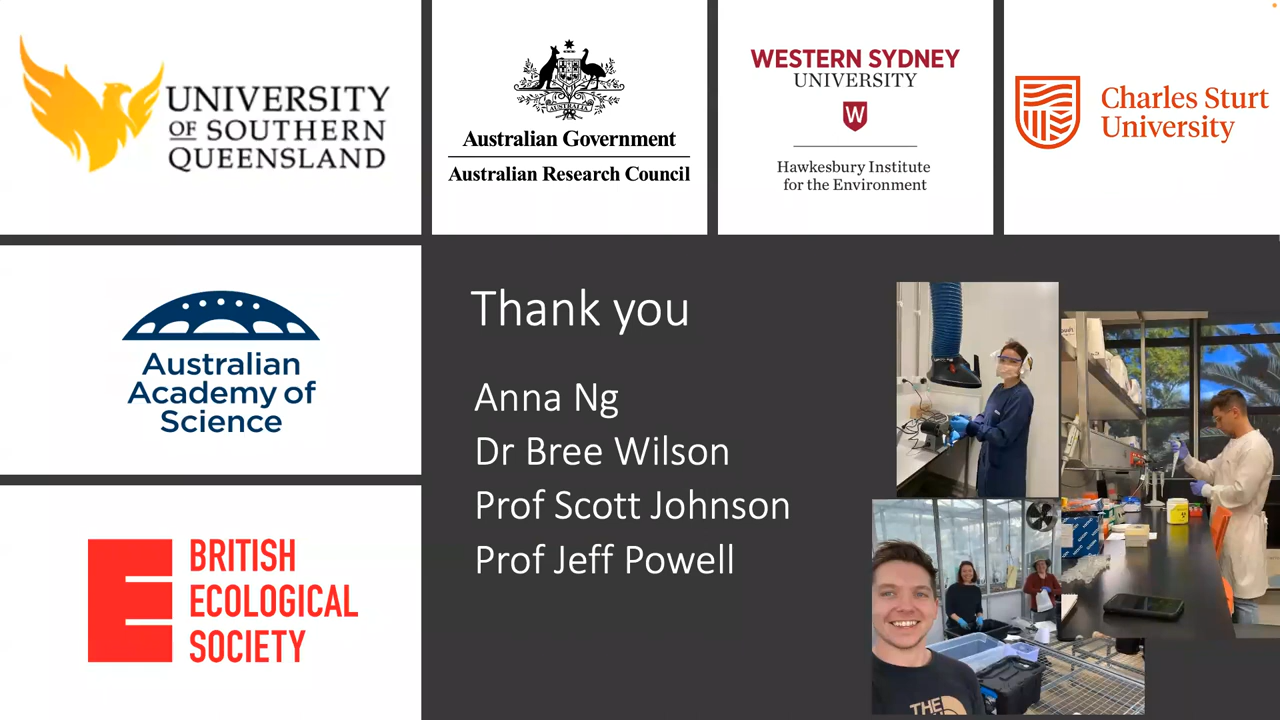 UNIVERSITY
OF SOUTHERN
QUEENSLAND
AUSTRALIA
Australian Government
Australian Research Council
WESTERN SYDNEY
UNIVERSITY
W
Hawkesbury Institute
for the Environment
Charles Sturt
University
Australian
Academy of
Science
BRITISH
ECOLOGICAL
SOCIETY
Thank you
Anna Ng
Dr Bree Wilson
Prof Scott Johnson
Prof Jeff Powell
THE